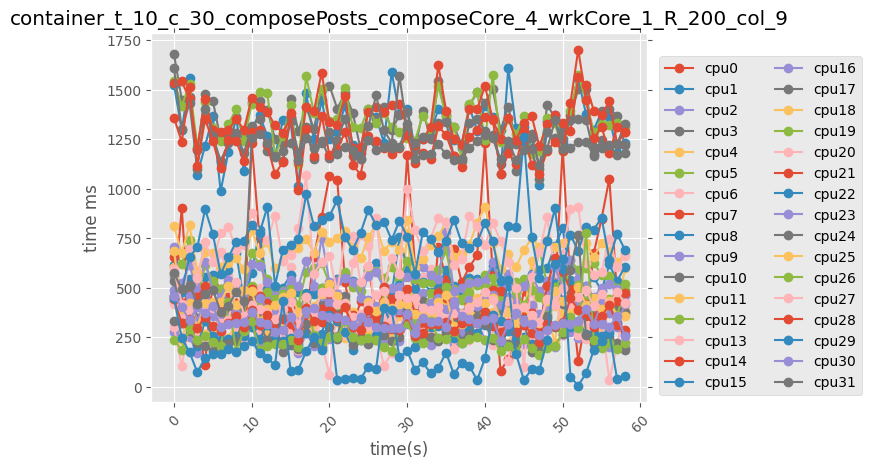 container_t_10_c_30_composePosts_composeCore_4_wrkCore_1_R_200_col_9
1750
1500
1250
1000
750
500
250
0
time ms
0
10
20
30
40
50
60
time(s)
cpu0
cpu1
cpu2
cpu3
cpu4
cpu5
cpu6
cpu7
cpu8
cpu9
cpu10
cpu11
cpu12
cpu13
cpu14
cpu15
cpu16
cpu17
cpu18
cpu19
cpu20
cpu21
cpu22
cpu23
cpu24
cpu25
cpu26
cpu27
cpu28
cpu29
cpu30
cpu31